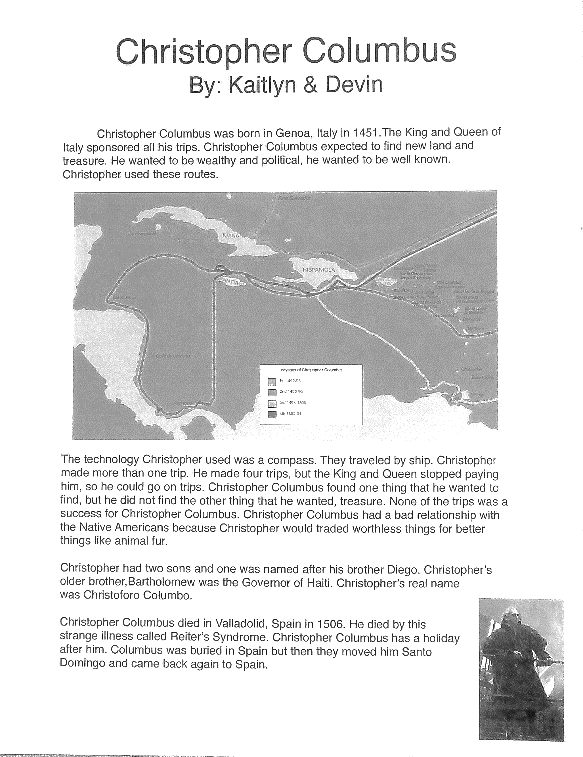 Christopher Columbus
By: Kaitlyn & Devin
Christopher Columbus was born in Genoa, Italy in 1451.The King and Queen of
Italy sponsored all his trips. Christopher Columbus expected to find new land and
treasure. He wanted to be wealthy and political, he wanted to be well known.
Christopher used these routes.
HISPANIOLA
Voyages of Christopher Columbus
The technology Christopher used was a compass. They traveled by ship. Christopher
made more than one trip. He made four trips, but the King and Queen stopped paying
him, so he could go on trips. Christopher Columbus found one thing that he wanted to
find, but he did not find the other thing that he wanted, treasure. None of the trips was a
success for Christopher Columbus. Christopher Columbus had a bad relationship with
the Native Americans because Christopher would traded worthless things for better
things like animal fur.
Christopher had two sons and one was named after his brother Diego. Christopher's
older brother,Bartholomew was the Governor of Haiti. Christopher's real name
was Christoforo Columbo.
Christopher Columbus died in Valladolid, Spain in 1506. He died by this
strange illness called Reiter's Syndrome. Christopher Columbus has a holiday
after him. Columbus was buried in Spain but then they moved him Santo
Domingo and came back again to Spain.